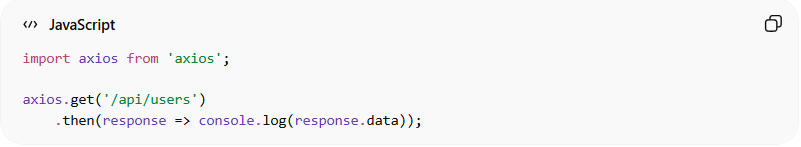 </> JavaScript
import axios from 'axios';
axios.get('/api/users')
    .then(response => console.log(response.data));